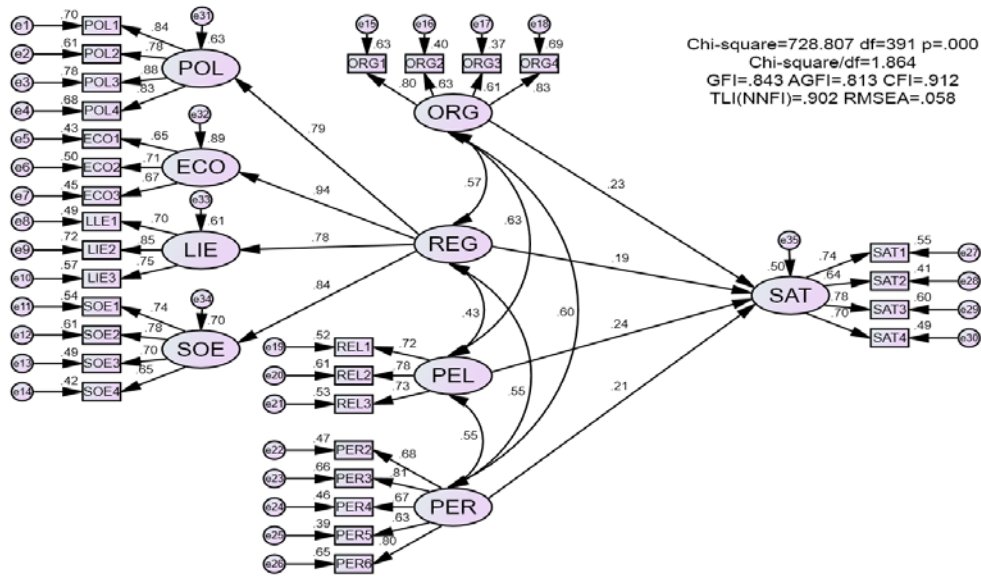 Chi-square=728.807 df=391 p=.000
Chi-square/df=1.864
GFI=.843 AGFI=.813 CFI=.912
TLI(NNFI)=.902 RMSEA=.058
e1 .70 POL1 .84
e2 .61 POL2 .78
e3 .78 POL3 .88
e4 .68 POL4 .83
e31 .63
POL
e5 .43 ECO1 .65
e6 .50 ECO2 .71
e7 .45 ECO3 .67
e32 .89
ECO
e8 .49 LLE1 .70
e9 .72 LIE2 .85
e10 .57 LIE3 .75
e33 .61
LIE
e11 .54 SOE1 .74
e12 .61 SOE2 .78
e13 .49 SOE3 .70
e14 .42 SOE4 .65
e34 .70
SOE
.79
.94
.78
.84
e15 e16 e17 e18
.63 .40 .37 .69
ORG1 ORG2 ORG3 ORG4
.80 .63 .61 .83
ORG
REG
e19 .52 REL1 .72
e20 .61 REL2 .78
e21 .53 REL3 .73
PEL
e22 .47 PER2 .68
e23 .66 PER3 .81
e24 .46 PER4 .67
e25 .39 PER5 .63
e26 .65 PER6 .80
PER
.57
.63
.60
.43
.55
.55
.23
.19
.24
.21
e35
.50
SAT
.74 SAT1 .55 e27
.64 SAT2 .41 e28
.78 SAT3 .60 e29
.70 SAT4 .49 e30